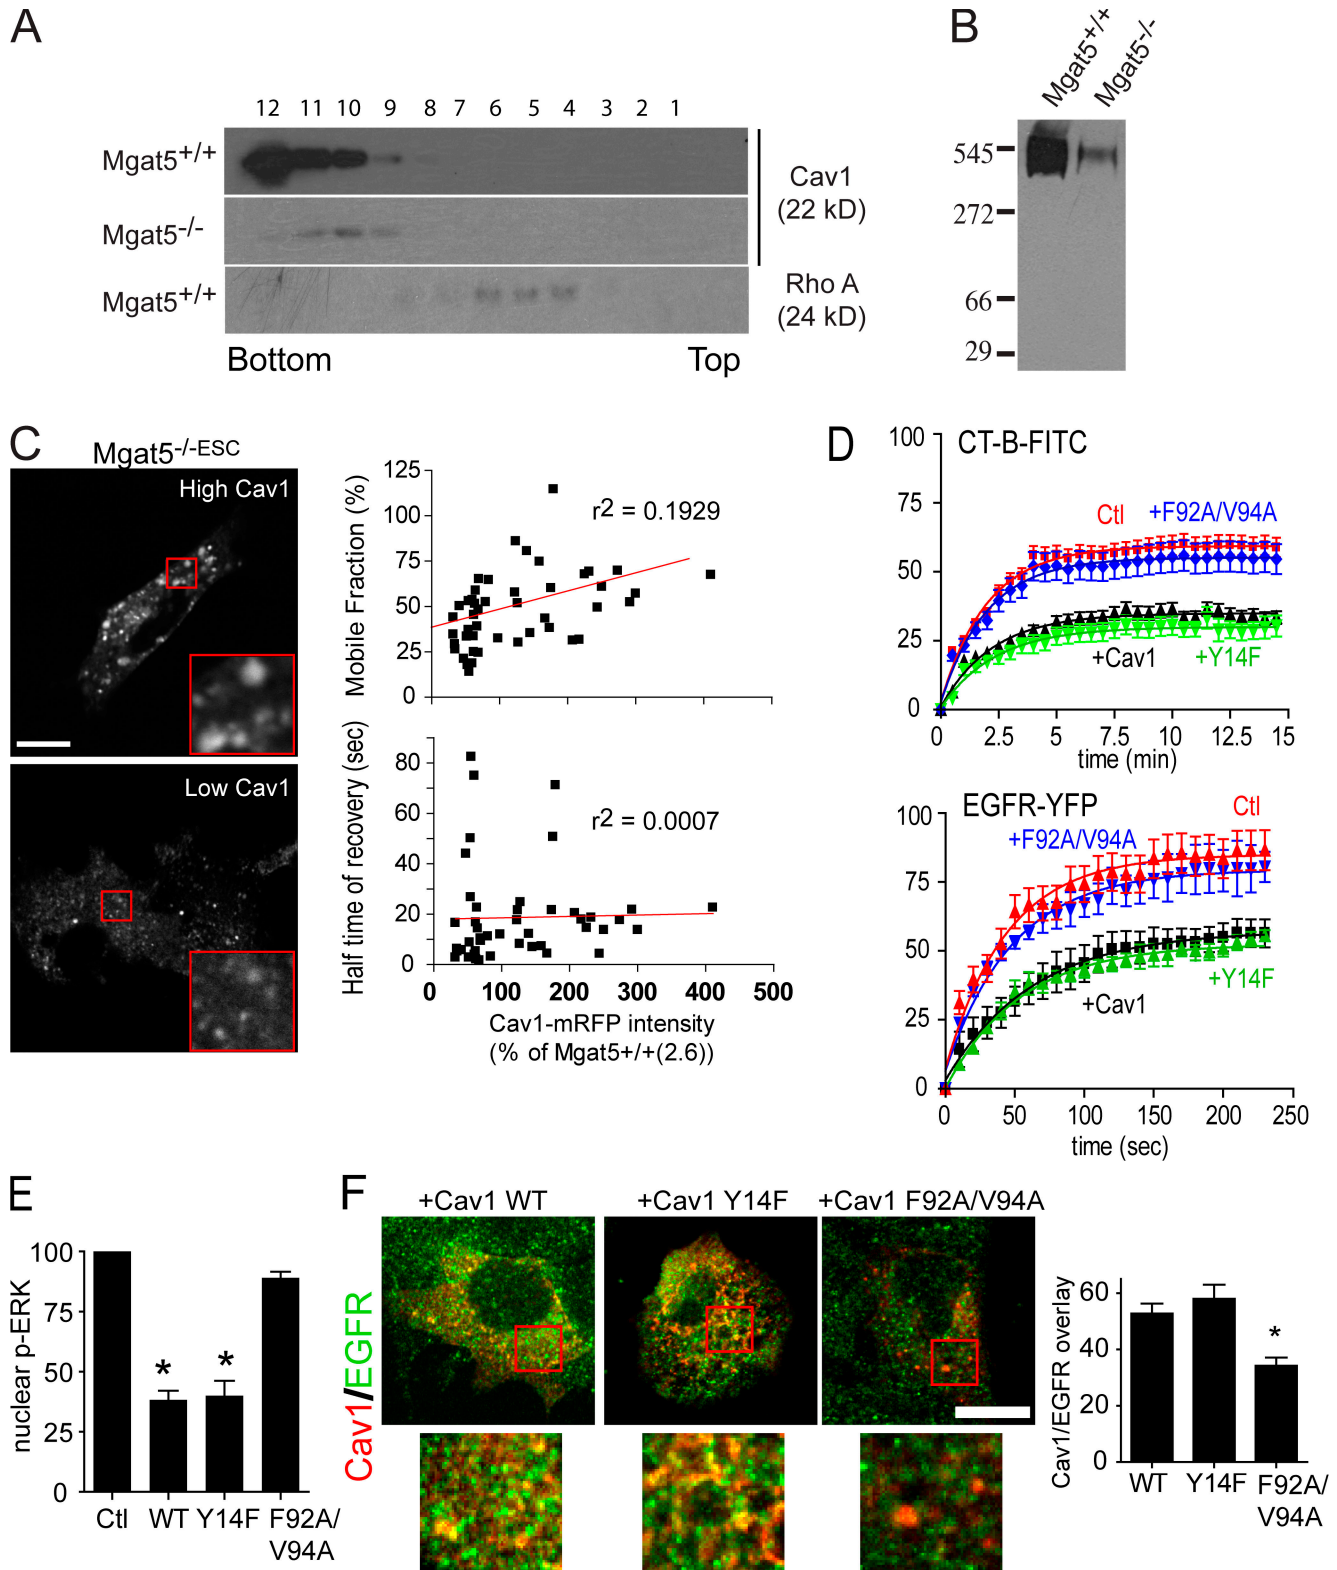 A
12 11 10 9 8 7 6 5 4 3 2 1
Mgat5+/+
Mgat5-/-
Mgat5+/+
Cav1
(22 kD)
Rho A
(24 kD)
Bottom
Top
B
Mgat5+/+
Mgat5-/-
545
272
66
29
C
Mgat5-/-ESC
High Cav1
Low Cav1
Mobile Fraction (%)
125
100
75
50
25
0
r2 = 0.1929
Half time of recovery (sec)
80
60
40
20
0
r2 = 0.0007
0 100 200 300 400 500
Cav1-mRFP intensity
(% of Mgat5+/+(2.6))
D
CT-B-FITC
100
75
50
25
0
Ctl
+F92A/V94A
+Cav1
+Y14F
0 2.5 5 7.5 10 12.5 15
time (min)
EGFR-YFP
100
75
50
25
0
Ctl
+F92A/V94A
+Cav1
+Y14F
0 50 100 150 200 250
time (sec)
E
nuclear p-ERK
100
75
50
25
0
* *
Ctl WT Y14F F92A/
V94A
F
Cav1/EGFR
+Cav1 WT
+Cav1 Y14F
+Cav1 F92A/V94A
Cav1/EGFR overlay
60
40
20
0
*
WT Y14F F92A/
V94A